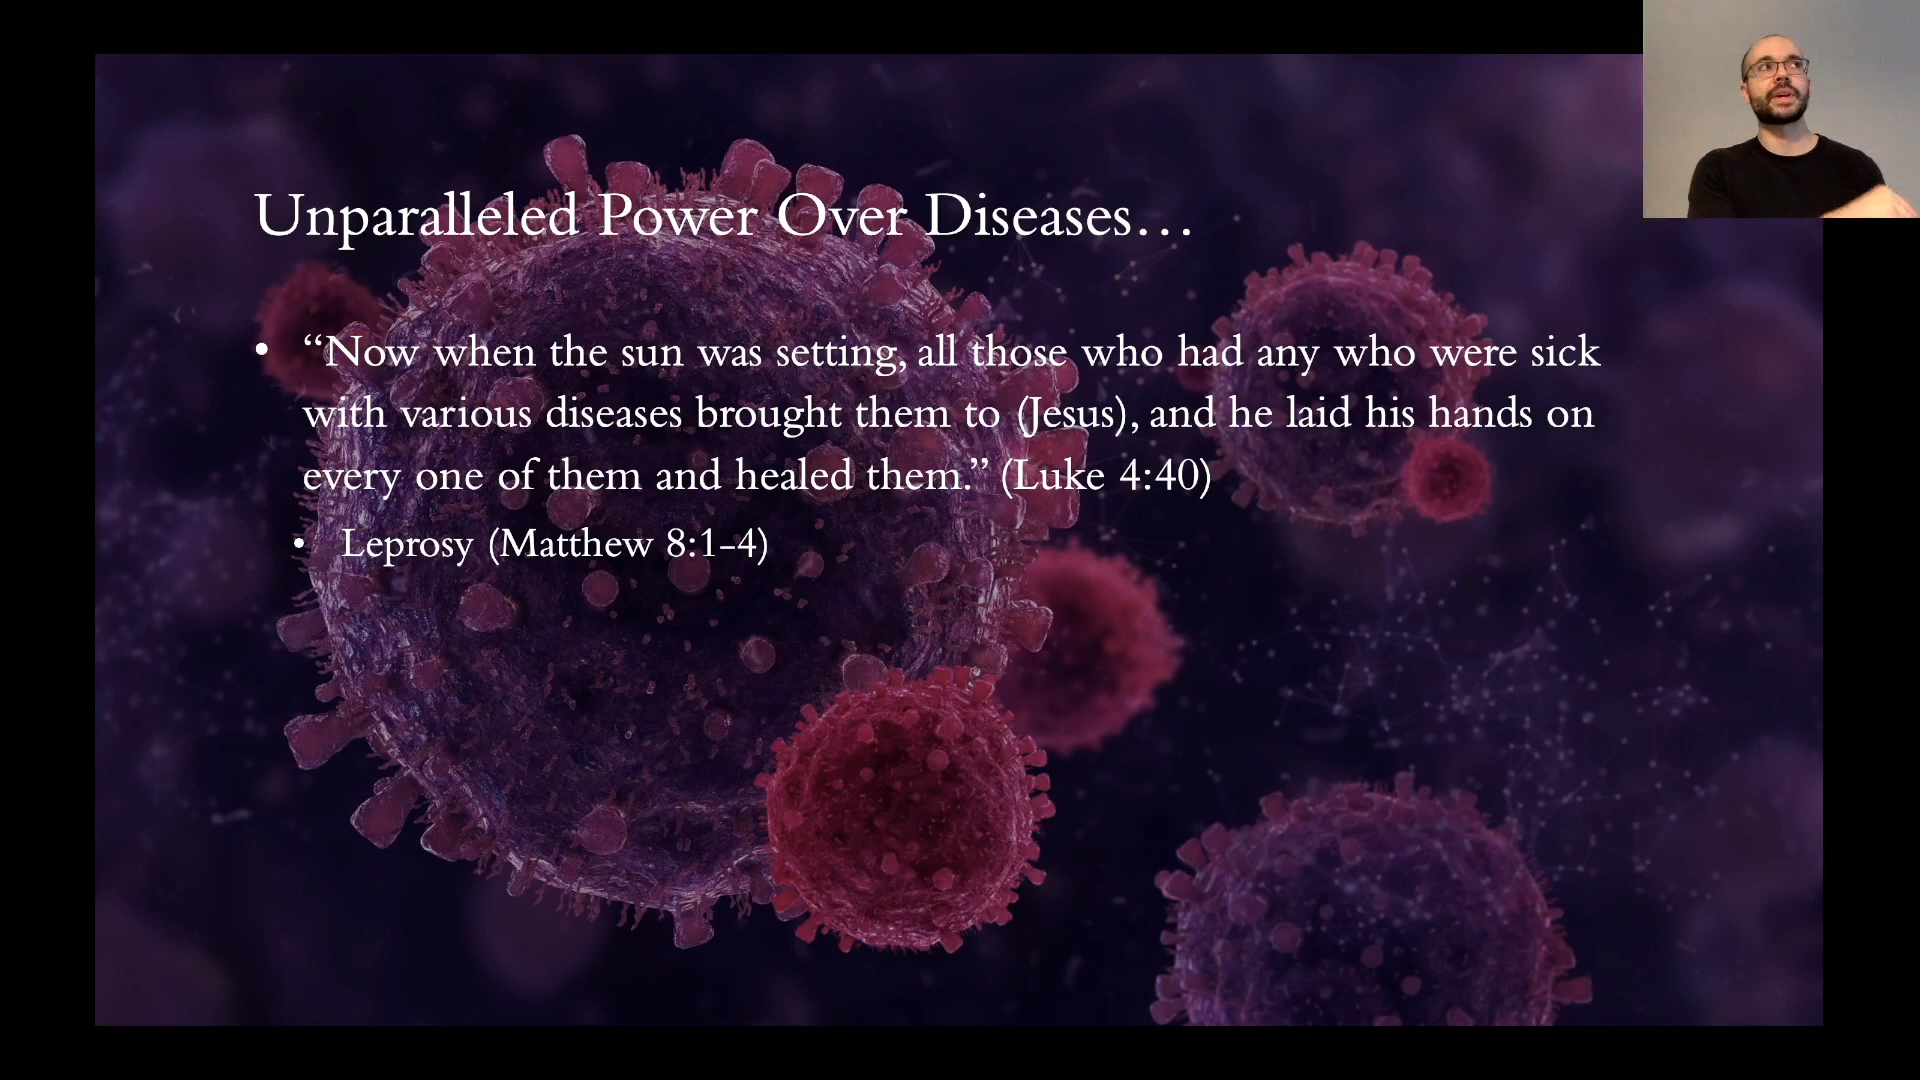 Unparalleled Power Over Diseases…
• “Now when the sun was setting, all those who had any who were sick
with various diseases brought them to (Jesus), and he laid his hands on
every one of them and healed them.” (Luke 4:40)
• Leprosy (Matthew 8:1-4)